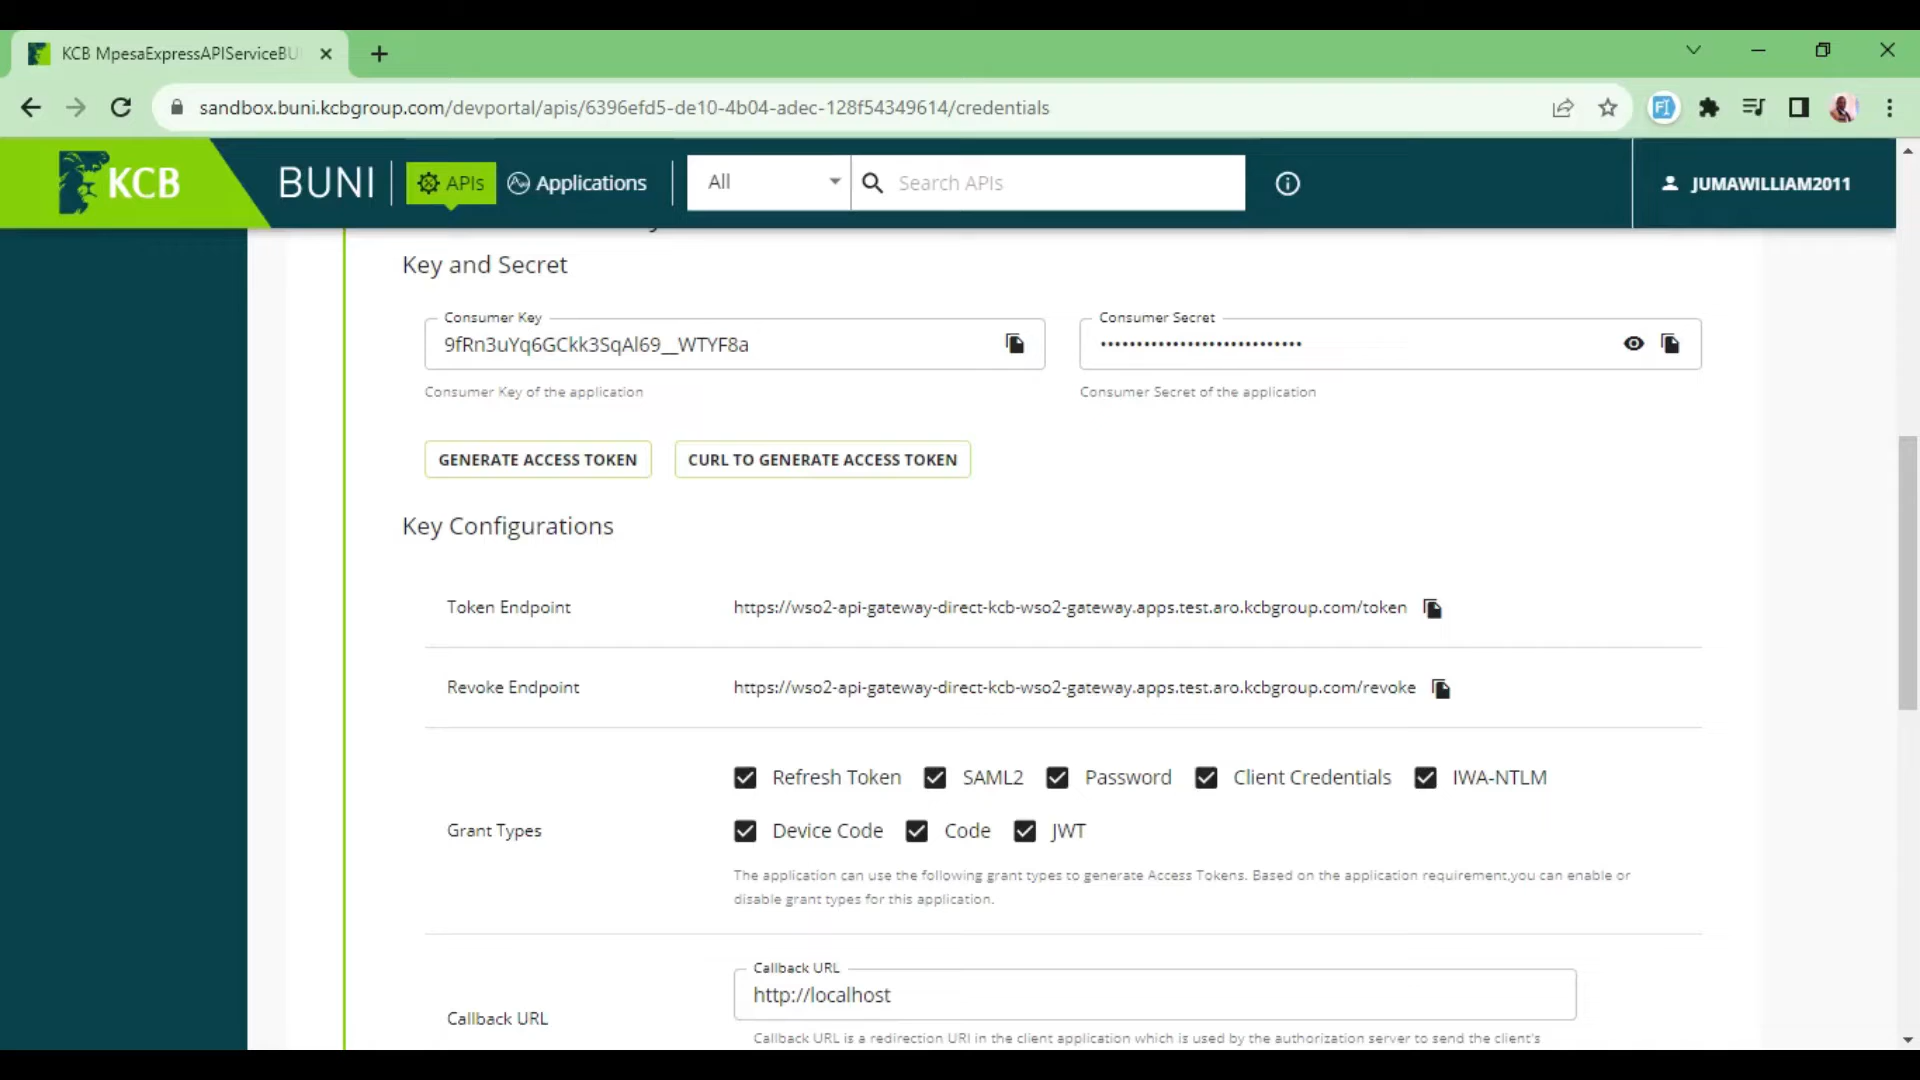 KCB MpesaExpressAPIServiceBU
sandbox.buni.kcbgroup.com/devportal/apis/6396efd5-de10-4b04-adec-128f54349614/credentials
KCB
BUNI
APIs
Applications
All
Search APIs
JUMAWILLIAM2011
Key and Secret
Consumer Key
Consumer Secret
9fRn3uYq6GCkk3SqAl69__WTYF8a
••••••••••••••••••••••••••••
Consumer Key of the application
Consumer Secret of the application
GENERATE ACCESS TOKEN
CURL TO GENERATE ACCESS TOKEN
Key Configurations
Token Endpoint
https://wso2-api-gateway-direct-kcb-wso2-gateway.apps.test.aro.kcbgroup.com/token
Revoke Endpoint
https://wso2-api-gateway-direct-kcb-wso2-gateway.apps.test.aro.kcbgroup.com/revoke
Refresh Token
SAML2
Password
Client Credentials
IWA-NTLM
Grant Types
Device Code
Code
JWT
The application can use the following grant types to generate Access Tokens. Based on the application requirement,you can enable or
disable grant types for this application.
Callback URL
http://localhost
Callback URL
Callback URL is a redirection URI in the client application which is used by the authorization server to send the client's